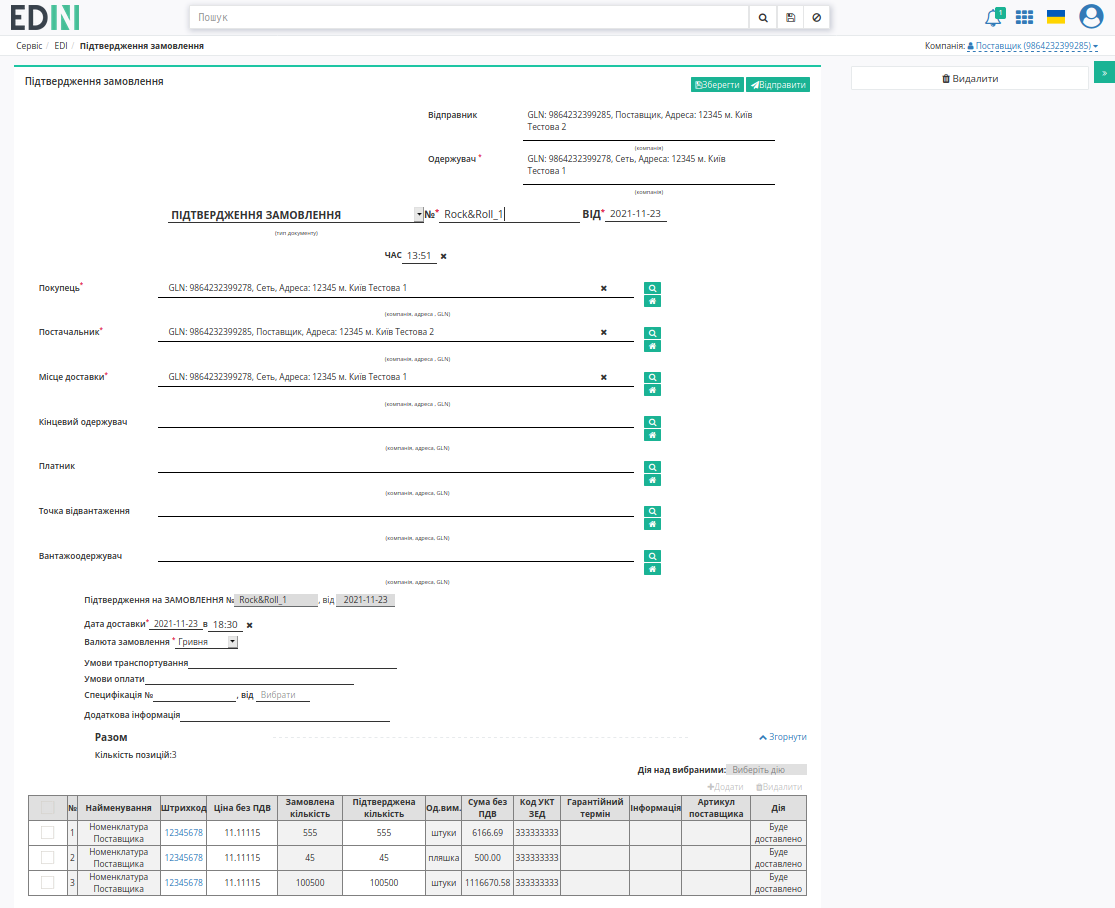 EDIN
Пошук
1
Сервіс / EDI / Підтвердження замовлення
Компанія: Поставщик (9864232399285)
Підтвердження замовлення
Зберегти Відправити
Видалити
»
Відправник
GLN: 9864232399285, Поставщик, Адреса: 12345 м. Київ
Тестова 2
(компанія)
Одержувач *
GLN: 9864232399278, Сеть, Адреса: 12345 м. Київ
Тестова 1
(компанія)
ПІДТВЕРДЖЕННЯ ЗАМОВЛЕННЯ №* Rock&Roll_1 ВІД* 2021-11-23
(тип документу)
ЧАС 13:51 ✖
Покупець* GLN: 9864232399278, Сеть, Адреса: 12345 м. Київ Тестова 1 ✖
(компанія, адреса , GLN)
Постачальник* GLN: 9864232399285, Поставщик, Адреса: 12345 м. Київ Тестова 2 ✖
(компанія, адреса, GLN)
Місце доставки* GLN: 9864232399278, Сеть, Адреса: 12345 м. Київ Тестова 1 ✖
(компанія, адреса , GLN)
Кінцевий одержувач
(компанія, адреса, GLN)
Платник
(компанія, адреса, GLN)
Точка відвантаження
(компанія, адреса, GLN)
Вантажоодержувач
(компанія, адреса, GLN)
Підтвердження на ЗАМОВЛЕННЯ № Rock&Roll_1 , від 2021-11-23
Дата доставки* 2021-11-23 в 18:30 ✖
Валюта замовлення * Гривня
Умови транспортування
Умови оплати
Специфікація № , від Вибрати
Додаткова інформація
Разом
Згорнути
Кількість позицій:3
Дія над вибраними: Виберіть дію
Додати Видалити
№ Найменування Штрихкод Ціна без ПДВ Замовлена кількість Підтверджена кількість Од.вим. Сума без ПДВ Код УКТ ЗЕД Гарантійний термін Інформація Артикул поставщика Дія
1 Номенклатура Поставщика 12345678 11.11115 555 555 штуки 6166.69 333333333 Буде доставлено
2 Номенклатура Поставщика 12345678 11.11115 45 45 пляшка 500.00 333333333 Буде доставлено
3 Номенклатура Поставщика 12345678 11.11115 100500 100500 штуки 1116670.58 333333333 Буде доставлено